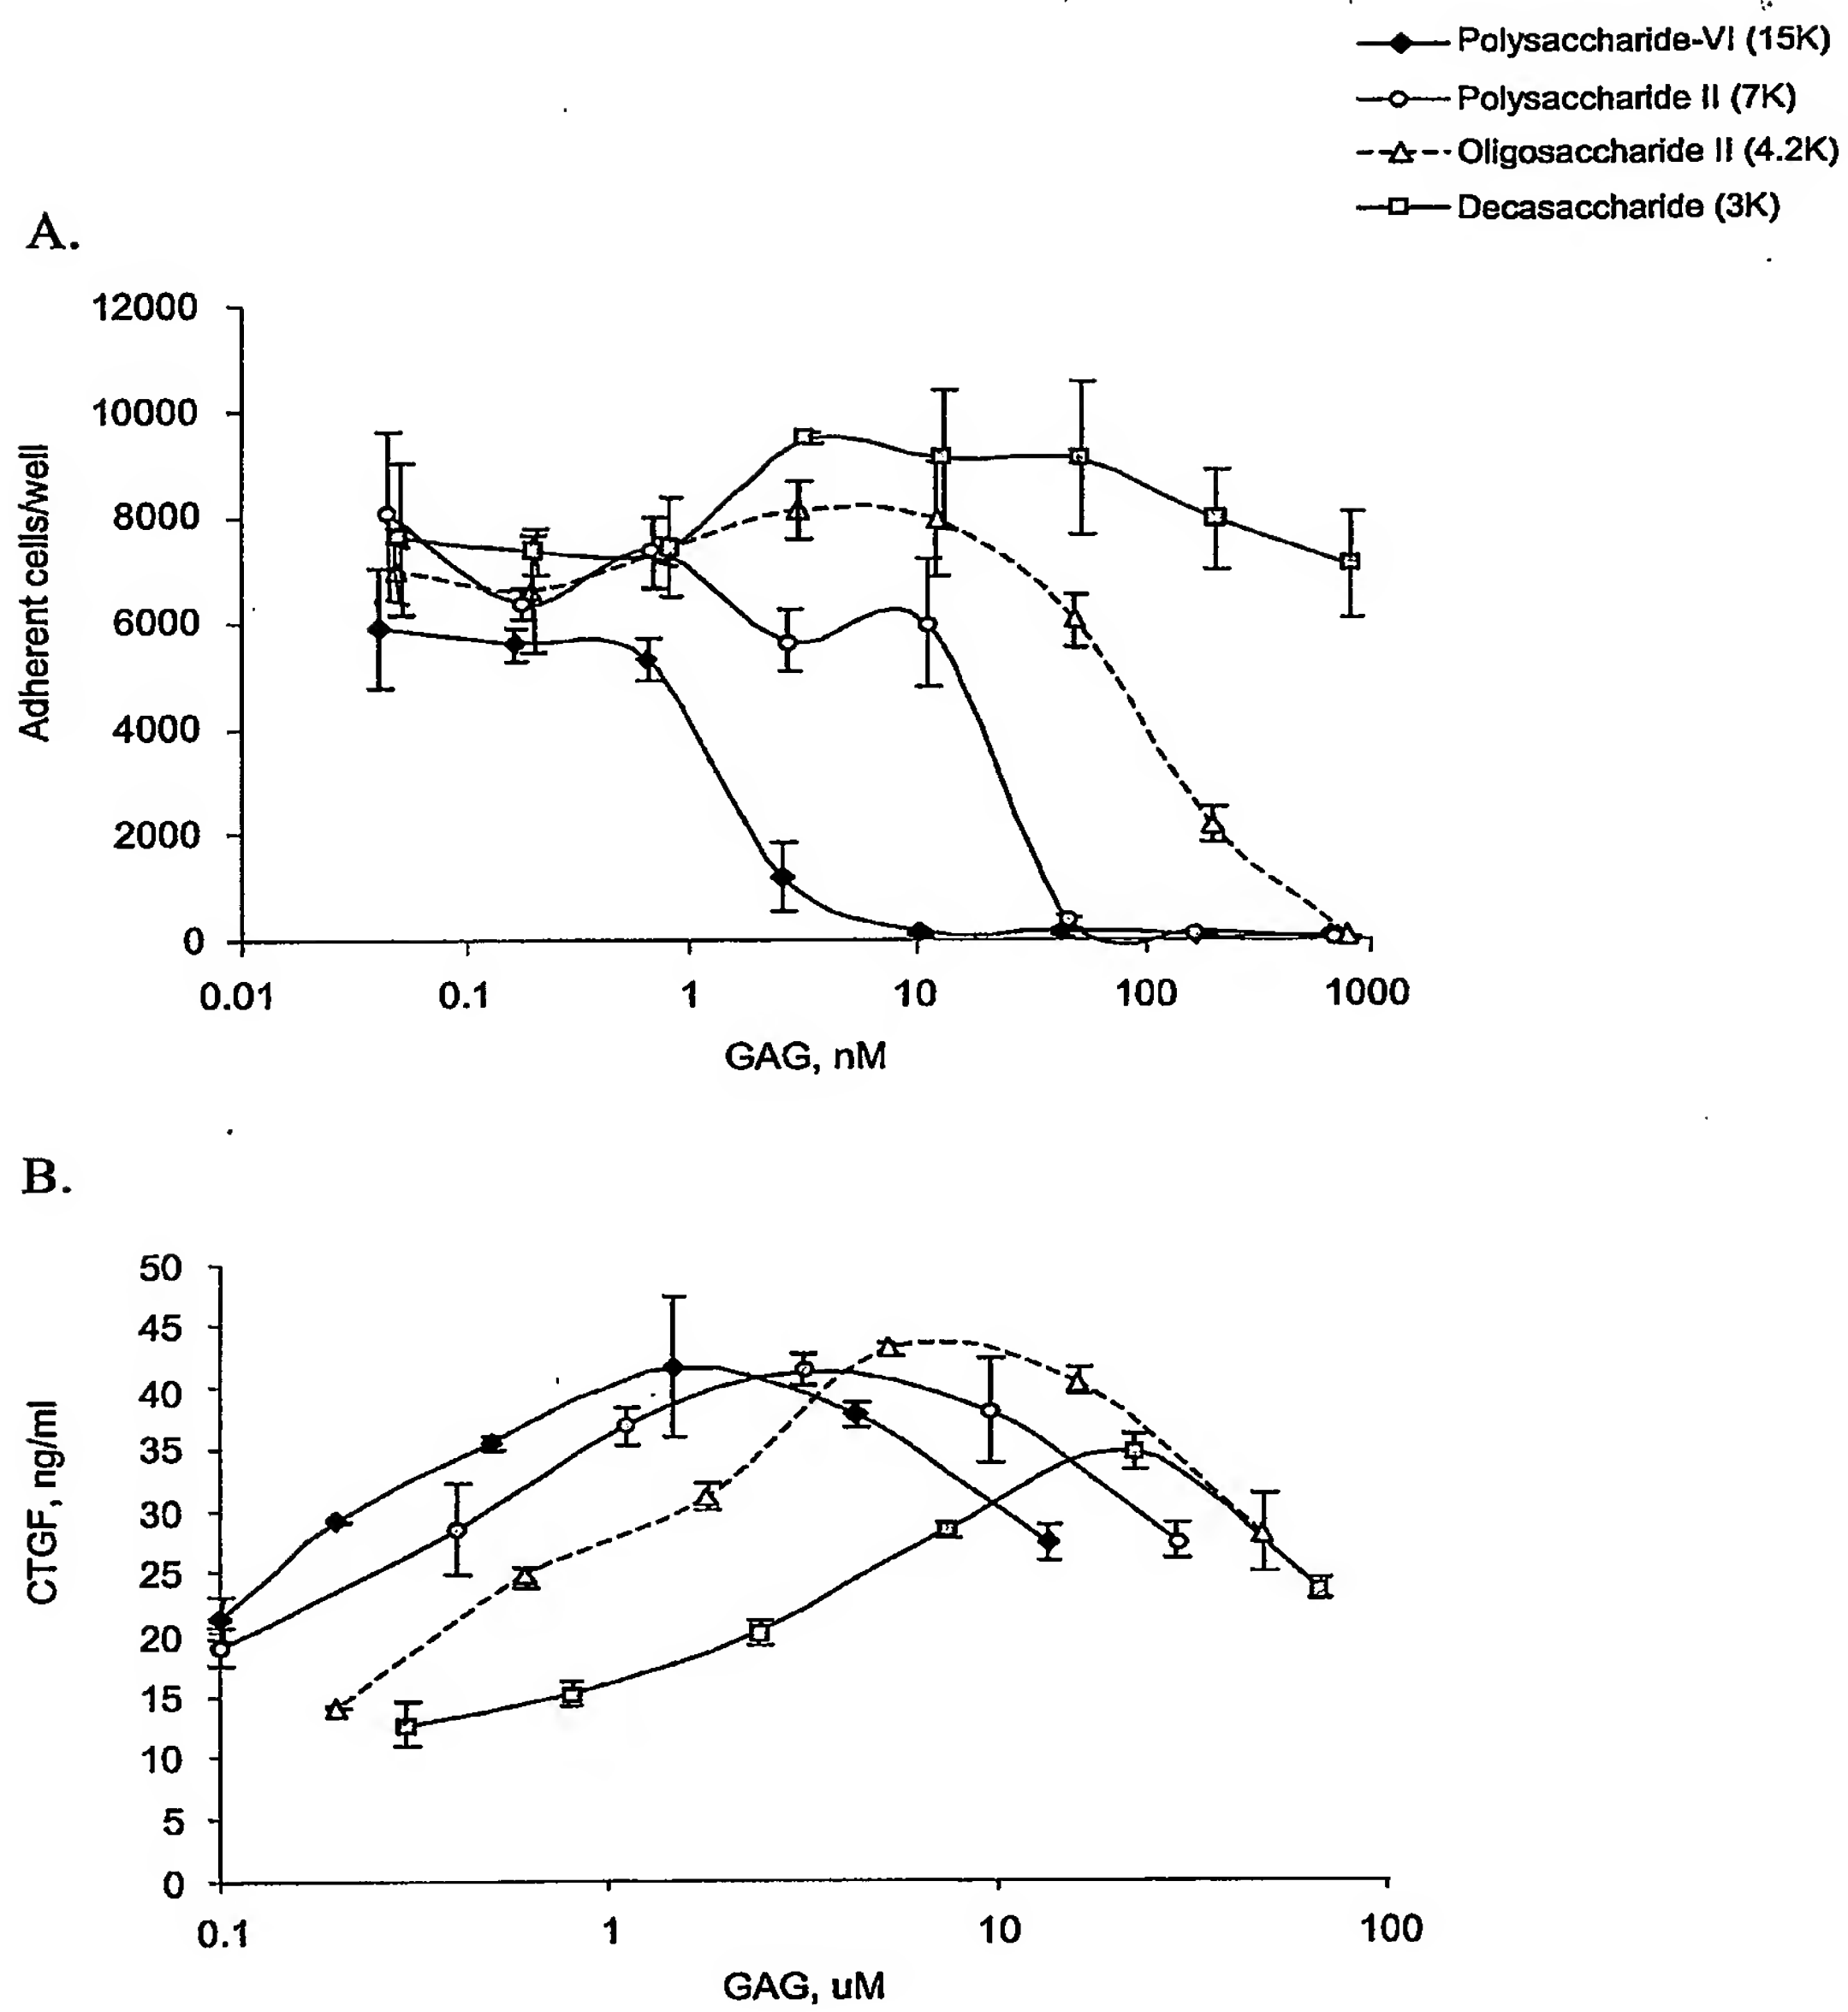 Polysaccharide-VI (15K)
Polysaccharide II (7K)
Oligosaccharide II (4.2K)
Decasaccharide (3K)
A.
12000
10000
8000
6000
4000
2000
0
Adherent cells/well
0.01 0.1 1 10 100 1000
GAG, nM
B.
50
45
40
35
30
25
20
15
10
5
0
CTGF, ng/ml
0.1 1 10 100
GAG, uM